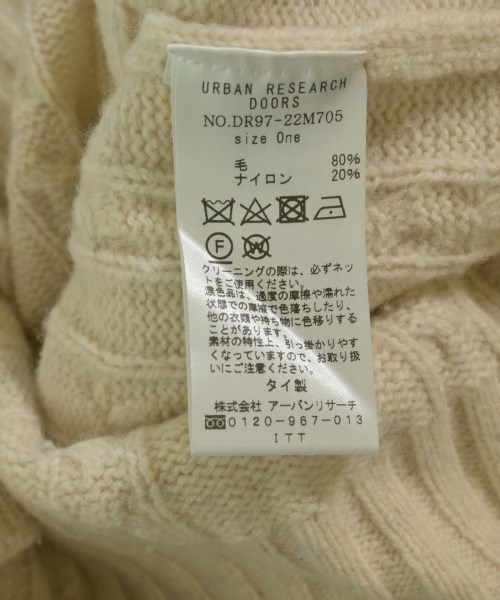 URBAN RESEARCH
DOORS
NO.DR97-22M705
size One
毛 80%
ナイロン 20%
F W
クリーニングの際は、必ずネッ
トをご使用ください。
濃色品は、過度の摩擦や濡れた
状態での摩擦で色落ちしたり、
他の衣類や持ち物に色移りする
ことがあります。
素材の特性上、引っ掛かりやす
くなっていますので、お取り扱
いにご注意ください。
タイ製
株式会社 アーバンリサーチ
0120-967-013
ITT